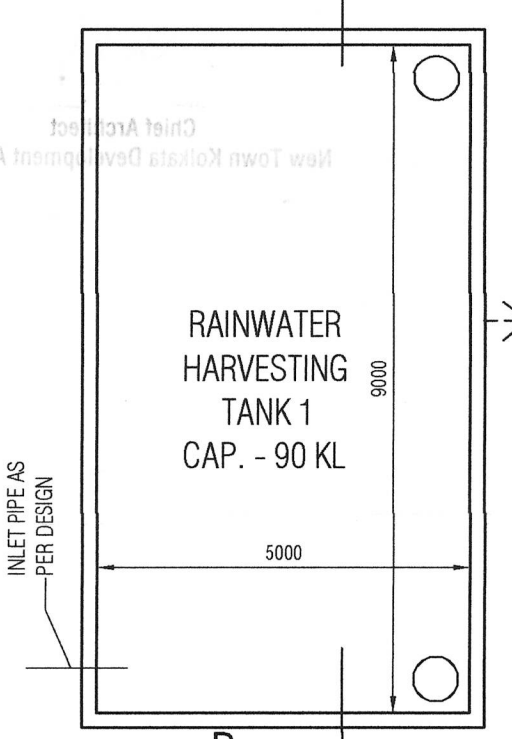 Chief Architect
New Town Kolkata Development A
RAINWATER
HARVESTING
TANK 1
CAP. - 90 KL
9000
5000
INLET PIPE AS
PER DESIGN